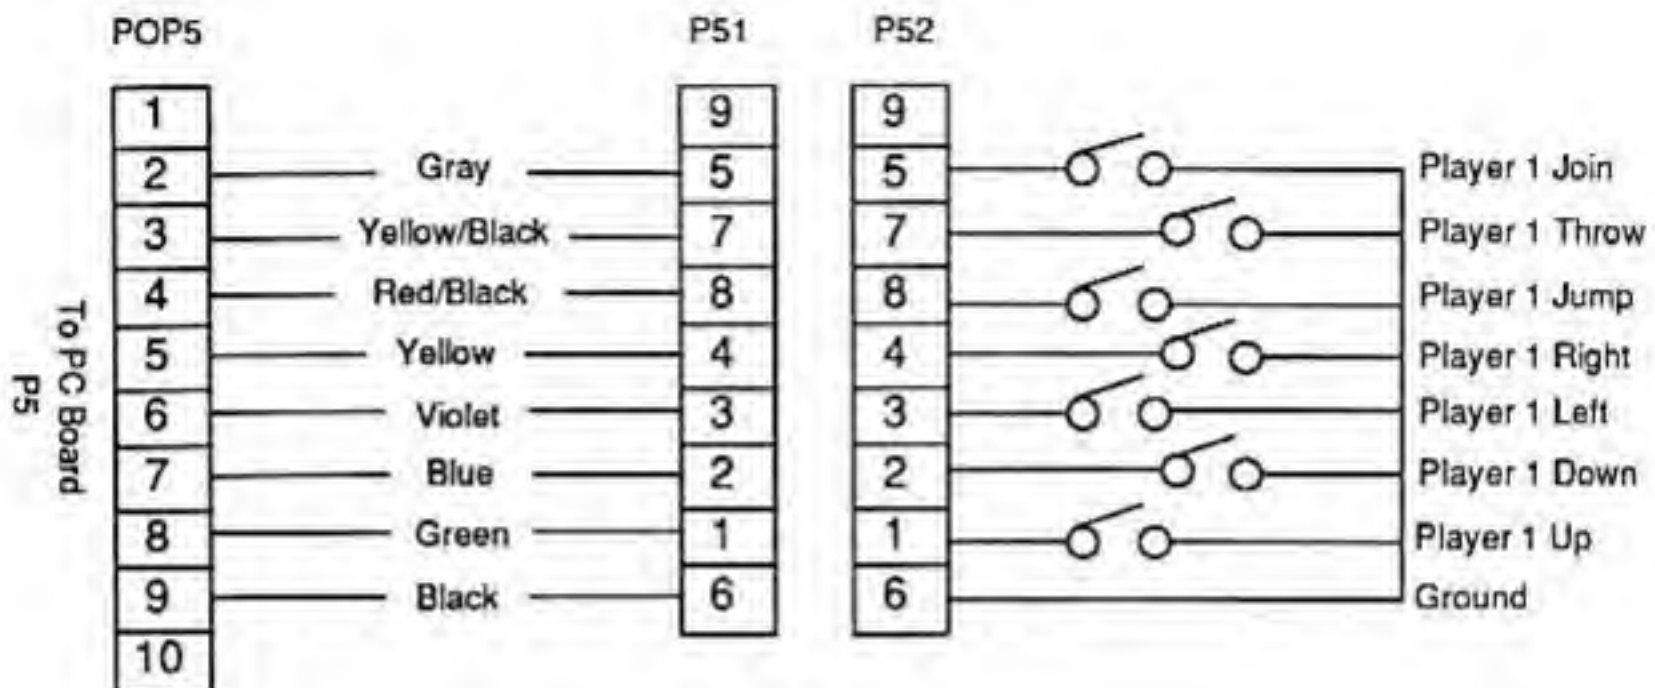 POP5 P51 P52
1 9 9
2 Gray 5 5 Player 1 Join
3 Yellow/Black 7 7 Player 1 Throw
4 Red/Black 8 8 Player 1 Jump
5 Yellow 4 4 Player 1 Right
6 Violet 3 3 Player 1 Left
7 Blue 2 2 Player 1 Down
8 Green 1 1 Player 1 Up
9 Black 6 6 Ground
10
To PC Board
P5